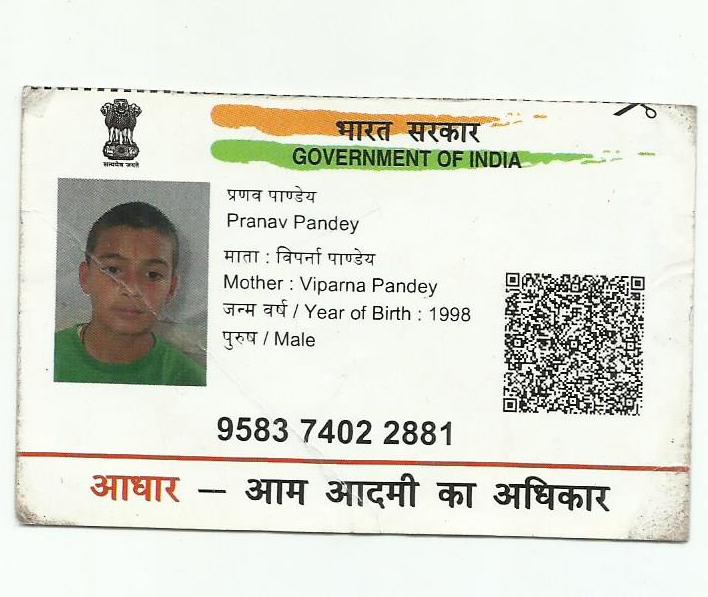 सत्यमेव जयते
भारत सरकार
GOVERNMENT OF INDIA
प्रणव पाण्डेय
Pranav Pandey
माता : विपर्ना पाण्डेय
Mother : Viparna Pandey
जन्म वर्ष / Year of Birth : 1998
पुरुष / Male
9583 7402 2881
आधार — आम आदमी का अधिकार